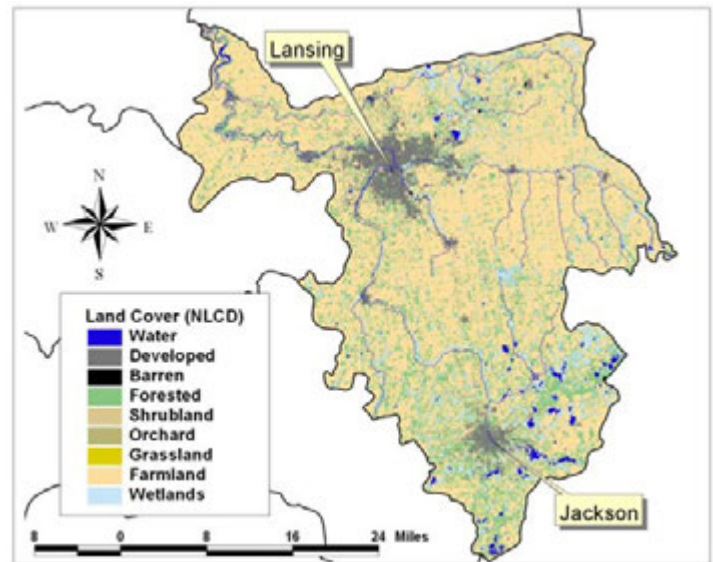 Lansing
N
W E
S
Land Cover (NLCD)
Water
Developed
Barren
Forested
Shrubland
Orchard
Grassland
Farmland
Wetlands
Jackson
8 0 8 16 24 Miles